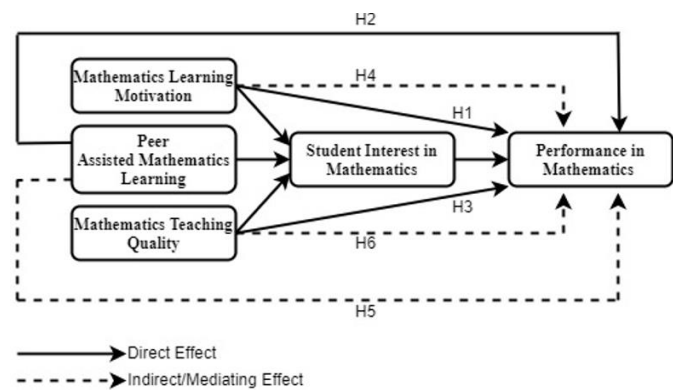 H2
Mathematics Learning
Motivation
H4
H1
Peer
Assisted Mathematics
Learning
Student Interest in
Mathematics
Performance in
Mathematics
Mathematics Teaching
Quality
H3
H6
H5
Direct Effect
Indirect/Mediating Effect